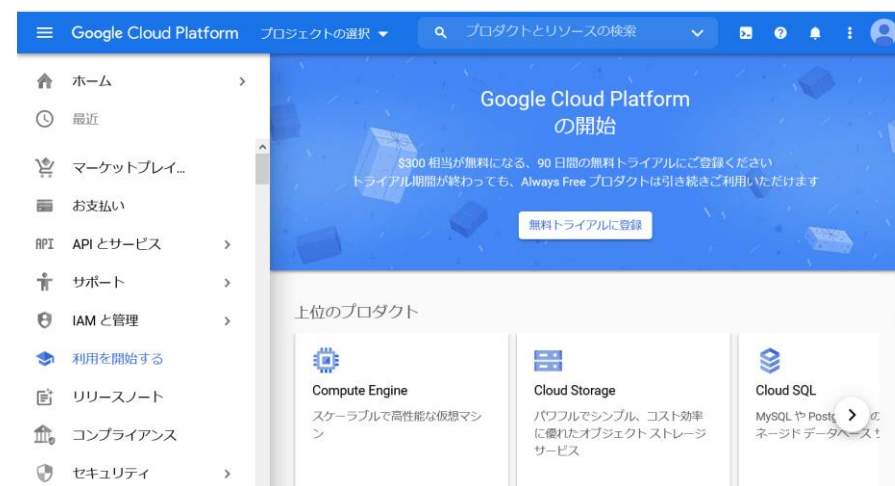 Google Cloud Platform プロジェクトの選択 プロダクトとリソースの検索
ホーム
最近
マーケットプレイ...
お支払い
API API とサービス
サポート
IAM と管理
利用を開始する
リリースノート
コンプライアンス
セキュリティ
Google Cloud Platform
の開始
$300 相当が無料になる、90 日間の無料トライアルにご登録ください
トライアル期間が終わっても、Always Free プロダクトは引き続きご利用いただけます
無料トライアルに登録
上位のプロダクト
Compute Engine
スケーラブルで高性能な仮想マシ
ン
Cloud Storage
パワフルでシンプル、コスト効率
に優れたオブジェクト ストレージ
サービス
Cloud SQL
MySQL や Postg の
ネージド データベース サ